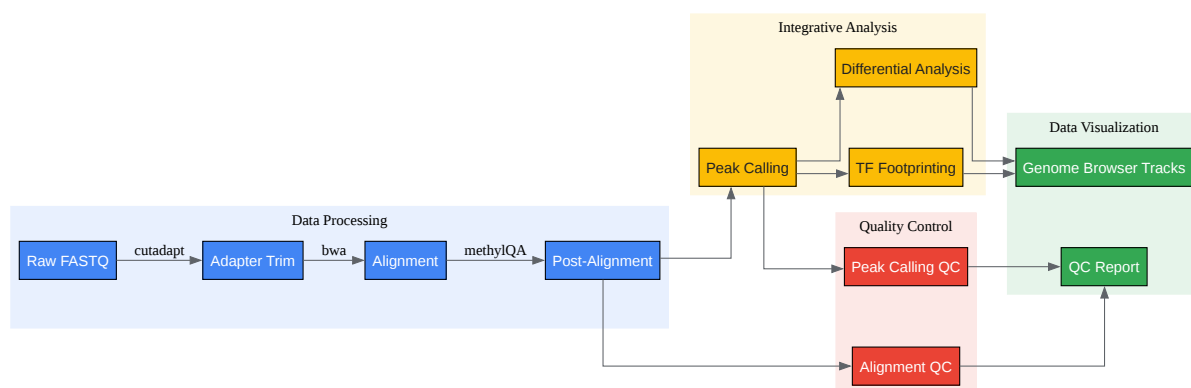 Integrative Analysis
Differential Analysis
Data Visualization
Peak Calling
TF Footprinting
Genome Browser Tracks
Data Processing
Quality Control
cutadapt
bwa
methylQA
Raw FASTQ
Adapter Trim
Alignment
Post-Alignment
Peak Calling QC
QC Report
Alignment QC